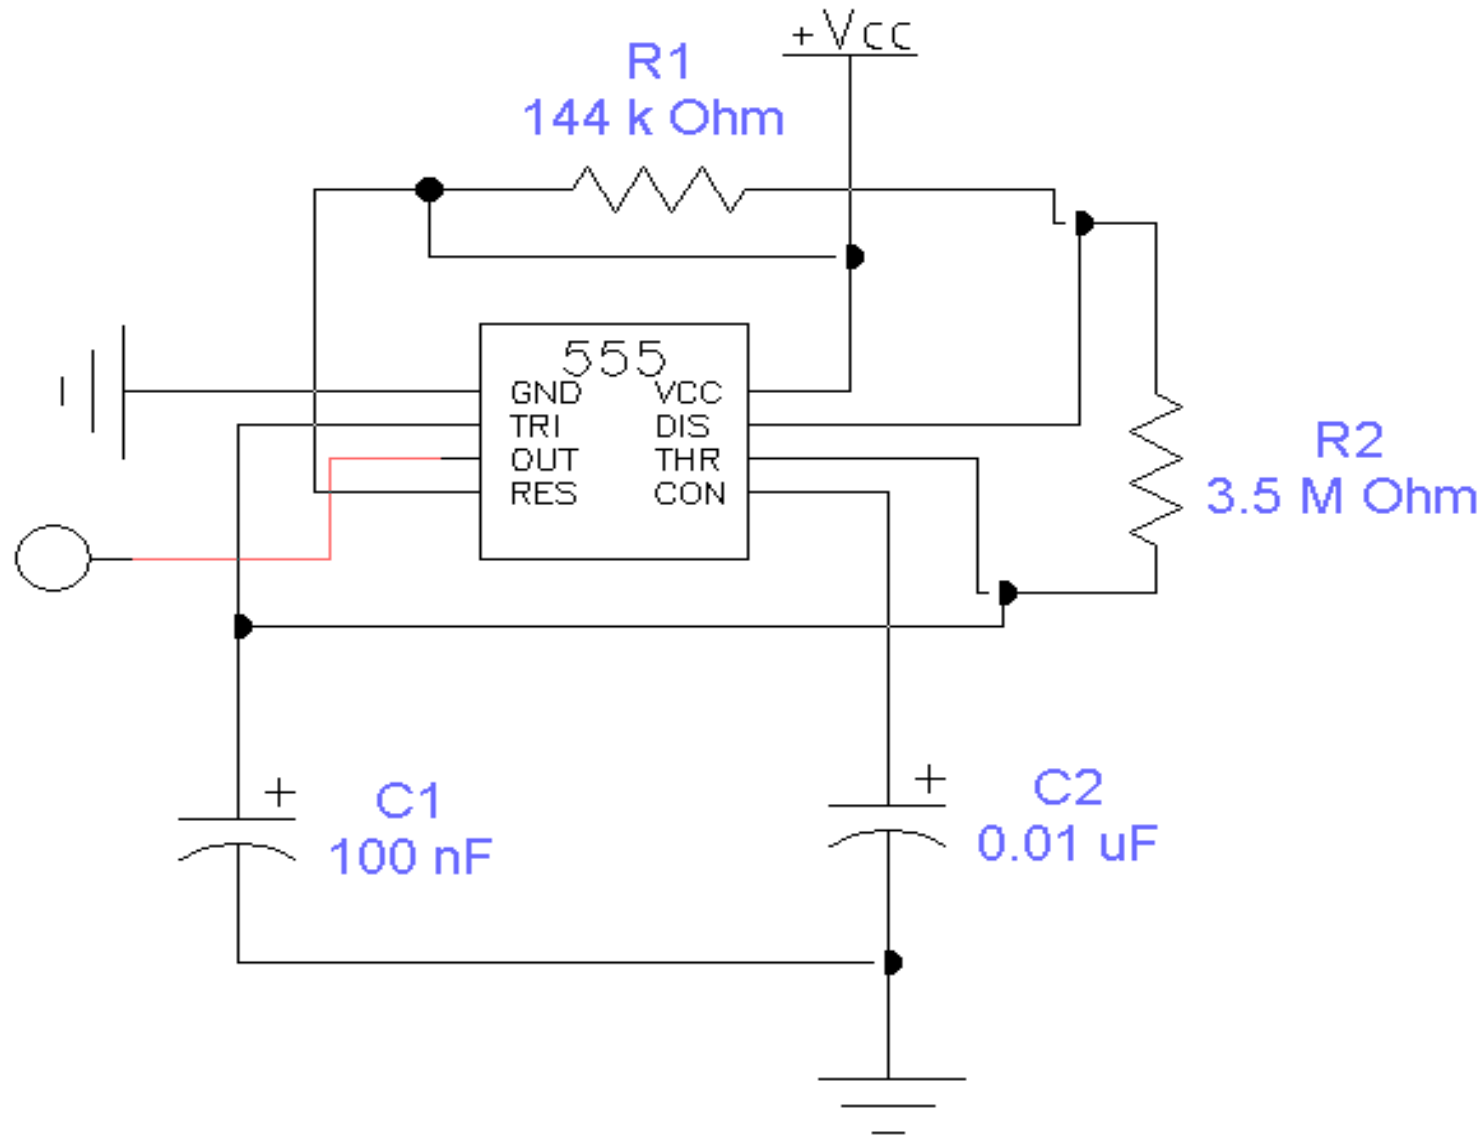 +Vcc
R1
144 k Ohm
555
GND VCC
TRI DIS
OUT THR
RES CON
R2
3.5 M Ohm
+ C1
100 nF
+ C2
0.01 uF